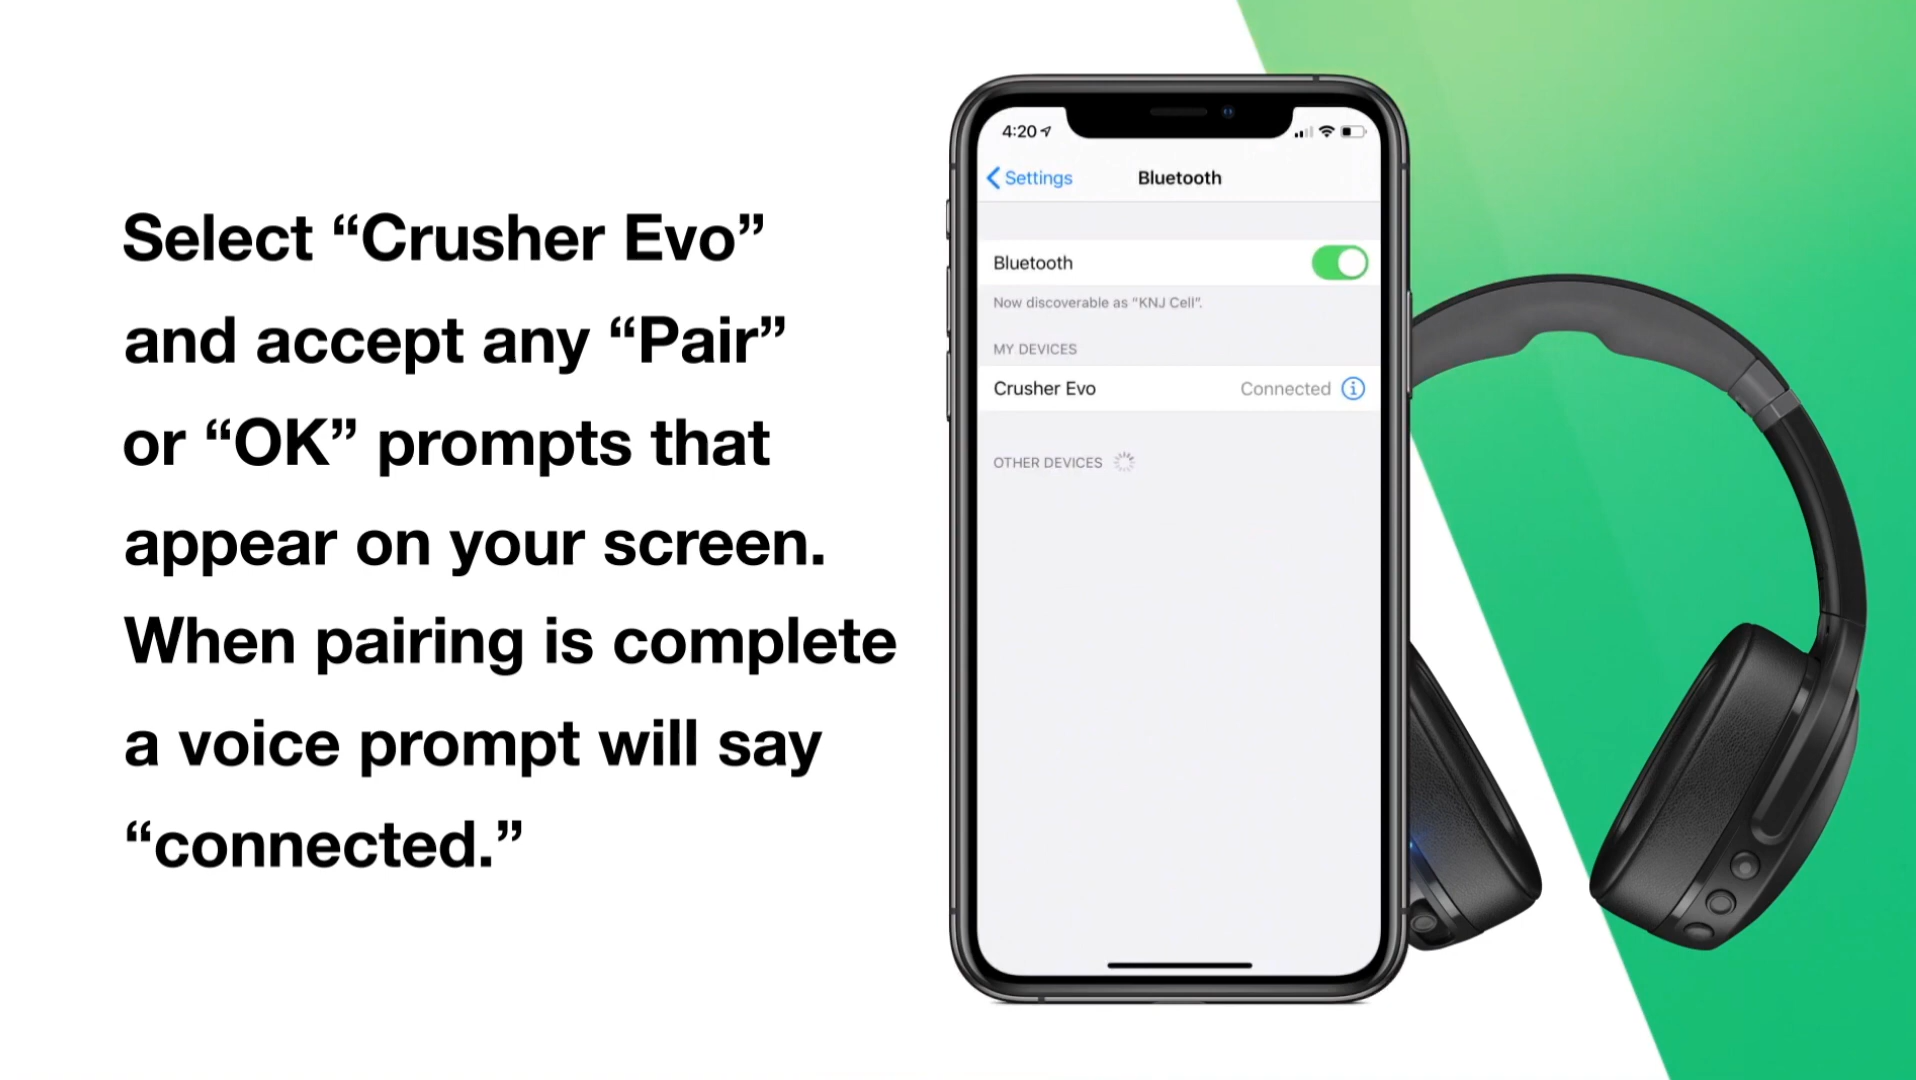 Select “Crusher Evo”
and accept any “Pair”
or “OK” prompts that
appear on your screen.
When pairing is complete
a voice prompt will say
“connected.”
4:20
Settings
Bluetooth
Bluetooth
Now discoverable as “KNJ Cell”.
MY DEVICES
Crusher Evo Connected
OTHER DEVICES